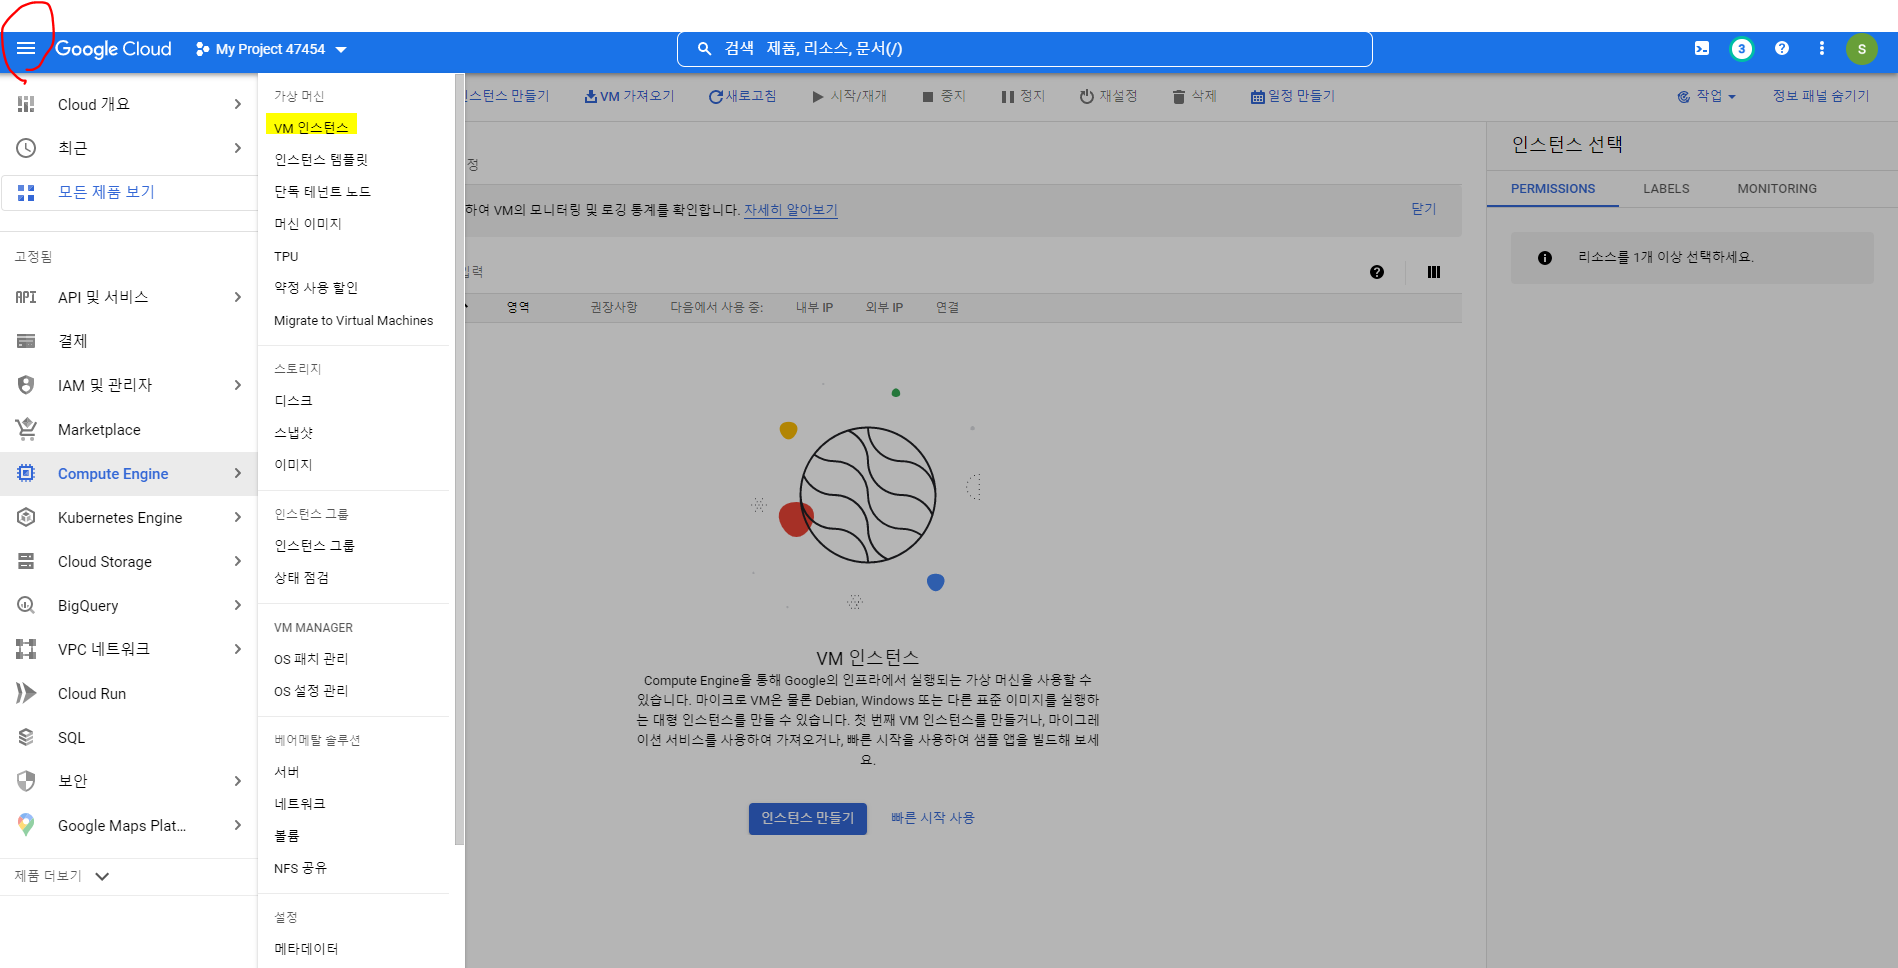 Google Cloud My Project 47454 검색 제품, 리소스, 문서(/) 3 S
Cloud 개요
최근
모든 제품 보기
고정됨
API API 및 서비스
결제
IAM 및 관리자
Marketplace
Compute Engine
Kubernetes Engine
Cloud Storage
BigQuery
VPC 네트워크
Cloud Run
SQL
보안
Google Maps Plat...
제품 더보기
가상 머신
VM 인스턴스
인스턴스 템플릿
단독 테넌트 노드
머신 이미지
TPU
약정 사용 할인
Migrate to Virtual Machines
스토리지
디스크
스냅샷
이미지
인스턴스 그룹
인스턴스 그룹
상태 점검
VM MANAGER
OS 패치 관리
OS 설정 관리
베어메탈 솔루션
서버
네트워크
볼륨
NFS 공유
설정
메타데이터
인스턴스 만들기 VM 가져오기 새로고침 시작/재개 중지 정지 재설정 삭제 일정 만들기 작업 정보 패널 숨기기
정
하여 VM의 모니터링 및 로깅 통계를 확인합니다. 자세히 알아보기 닫기
입력
영역 권장사항 다음에서 사용 중: 내부 IP 외부 IP 연결
VM 인스턴스
Compute Engine을 통해 Google의 인프라에서 실행되는 가상 머신을 사용할 수
있습니다. 마이크로 VM은 물론 Debian, Windows 또는 다른 표준 이미지를 실행하
는 대형 인스턴스를 만들 수 있습니다. 첫 번째 VM 인스턴스를 만들거나, 마이그레
이션 서비스를 사용하여 가져오거나, 빠른 시작을 사용하여 샘플 앱을 빌드해 보세
요.
인스턴스 만들기 빠른 시작 사용
인스턴스 선택
PERMISSIONS LABELS MONITORING
리소스를 1개 이상 선택하세요.